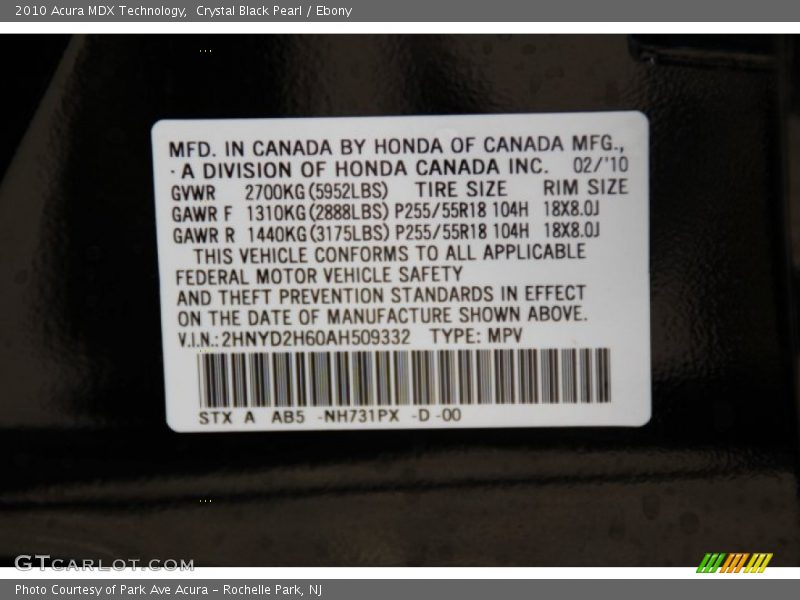 2010 Acura MDX Technology,  Crystal Black Pearl / Ebony
MFD. IN CANADA BY HONDA OF CANADA MFG.,
· A DIVISION OF HONDA CANADA INC.  02/'10
GVWR 2700KG(5952LBS) TIRE SIZE RIM SIZE
GAWR F 1310KG(2888LBS) P255/55R18 104H 18X8.0J
GAWR R 1440KG(3175LBS) P255/55R18 104H 18X8.0J
THIS VEHICLE CONFORMS TO ALL APPLICABLE
FEDERAL MOTOR VEHICLE SAFETY
AND THEFT PREVENTION STANDARDS IN EFFECT
ON THE DATE OF MANUFACTURE SHOWN ABOVE.
V.I.N.:2HNYD2H60AH509332 TYPE: MPV
STX A AB5 -NH731PX -D -00
GTCARLOT.COM
Photo Courtesy of Park Ave Acura - Rochelle Park, NJ